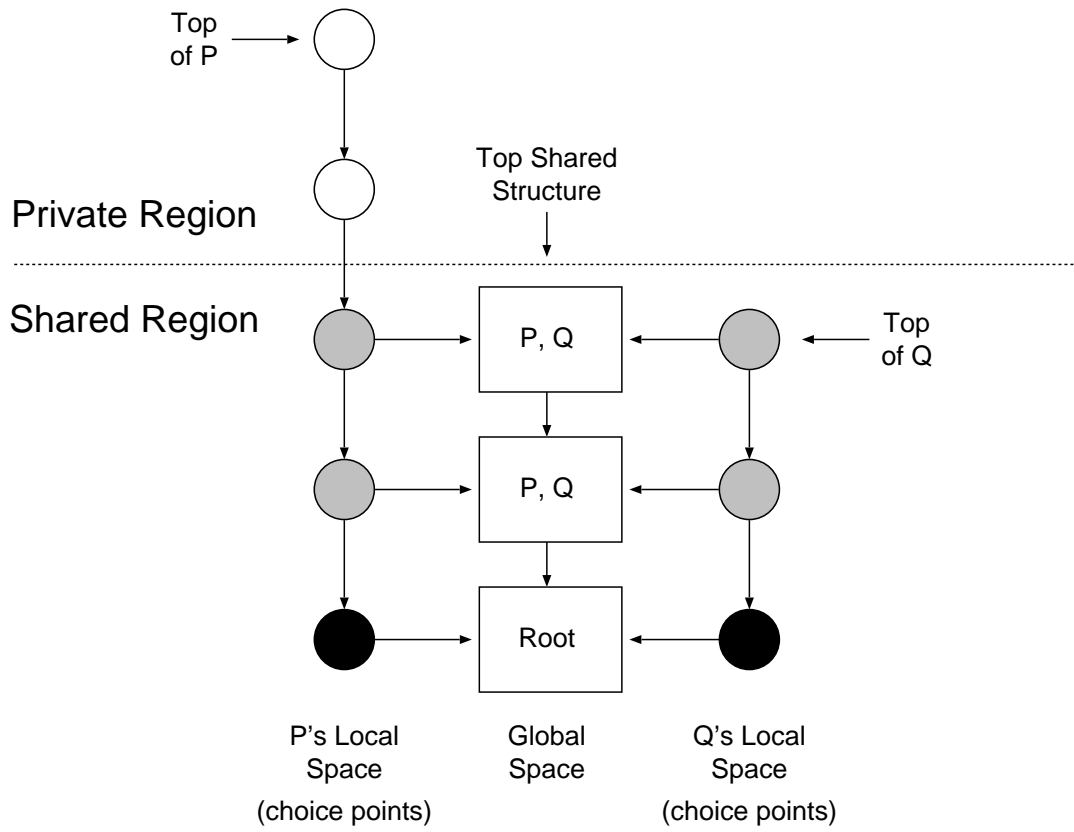 Top
of P
Top Shared
Structure
Private Region
Shared Region
P, Q
Top
of Q
P, Q
Root
P's Local
Space
(choice points)
Global
Space
Q's Local
Space
(choice points)